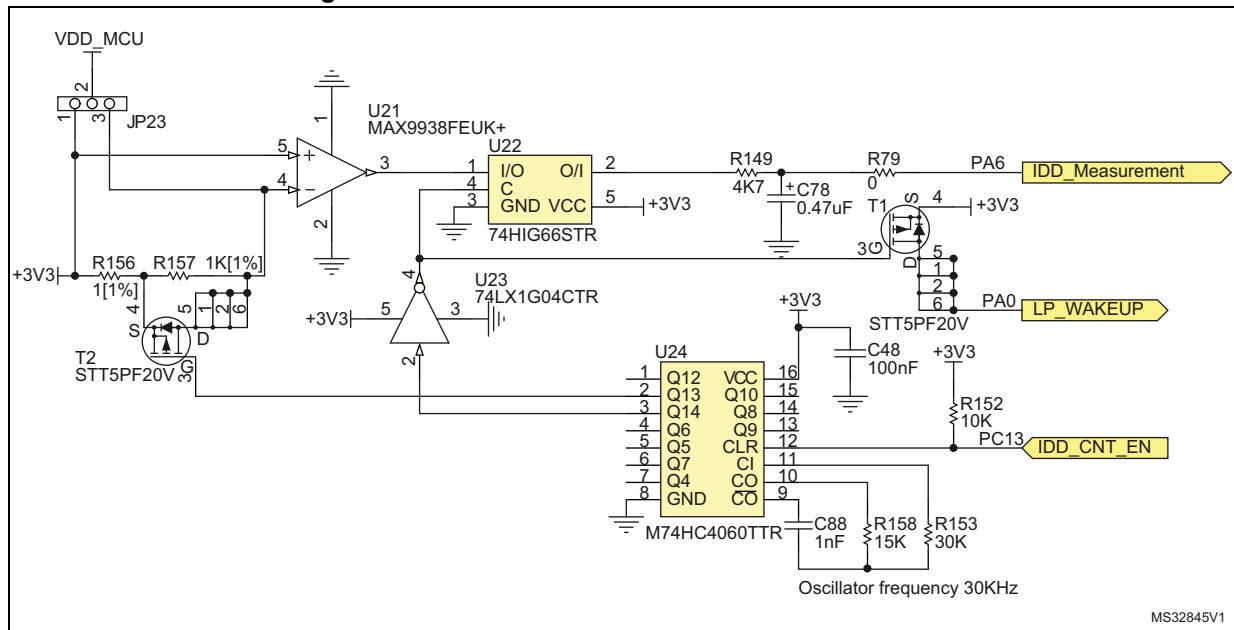 VDD_MCU
2
1
3
JP23
U21
MAX9938FEUK+
1
5
+
4
−
3
2
U22
1 I/O O/I 2
4 C
3 GND VCC 5
+3V3
74HIG66STR
R149
4K7
+
C78
0.47uF
R79
0
PA6
IDD_Measurement
T1
S
4
+3V3
3
G
D
5
1
2
6
PA0
LP_WAKEUP
STT5PF20V
+3V3
R156
1[1%]
R157
1K[1%]
4
5
1
2
6
S
D
T2
STT5PF20V
G
3
4
U23
74LX1G04CTR
+3V3
5
3
2
+3V3
C48
100nF
U24
1 Q12 VCC 16
2 Q13 Q10 15
3 Q14 Q8 14
4 Q6 Q9 13
5 Q5 CLR 12
6 Q7 CI 11
7 Q4 CO 10
8 GND CO 9
M74HC4060TTR
+3V3
R152
10K
PC13
IDD_CNT_EN
C88
1nF
R158
15K
R153
30K
Oscillator frequency 30KHz
MS32845V1